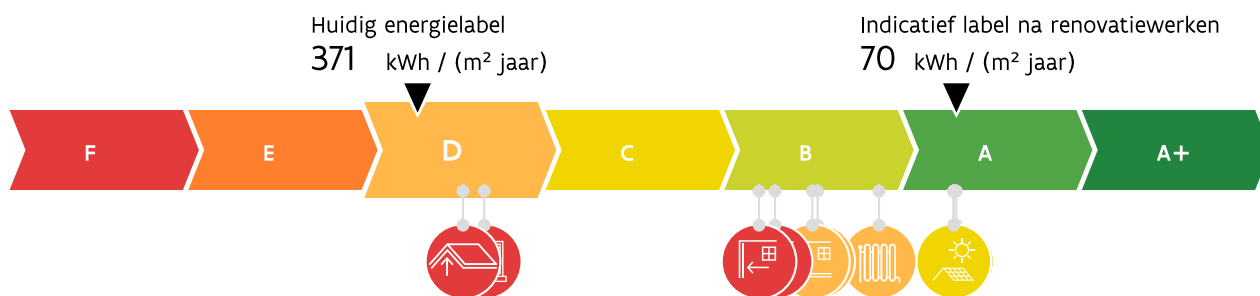 Huidig energielabel
371 kWh / (m² jaar)
Indicatief label na renovatiewerken
70 kWh / (m² jaar)
F E D C B A A+